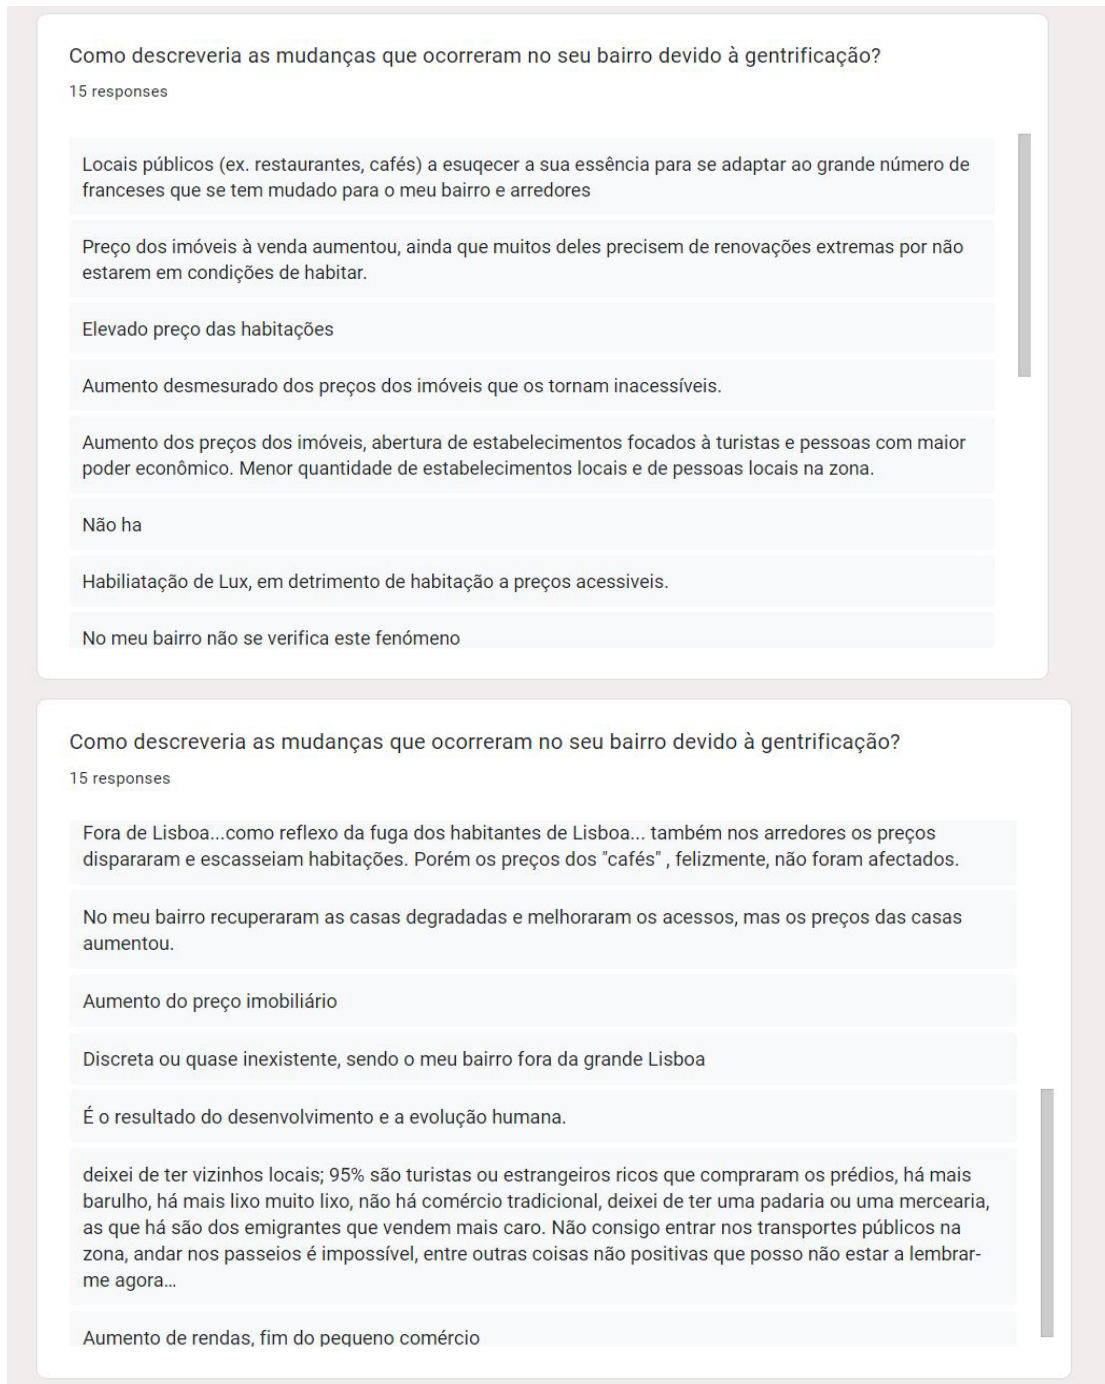 Como descreveria as mudanças que ocorreram no seu bairro devido à gentrificação?
15 responses
Locais públicos (ex. restaurantes, cafés) a esuqecer a sua essência para se adaptar ao grande número de
franceses que se tem mudado para o meu bairro e arredores
Preço dos imóveis à venda aumentou, ainda que muitos deles precisem de renovações extremas por não
estarem em condições de habitar.
Elevado preço das habitações
Aumento desmesurado dos preços dos imóveis que os tornam inacessíveis.
Aumento dos preços dos imóveis, abertura de estabelecimentos focados à turistas e pessoas com maior
poder econômico. Menor quantidade de estabelecimentos locais e de pessoas locais na zona.
Não ha
Habiliatação de Lux, em detrimento de habitação a preços acessiveis.
No meu bairro não se verifica este fenómeno
Como descreveria as mudanças que ocorreram no seu bairro devido à gentrificação?
15 responses
Fora de Lisboa...como reflexo da fuga dos habitantes de Lisboa... também nos arredores os preços
dispararam e escasseiam habitações. Porém os preços dos "cafés" , felizmente, não foram afectados.
No meu bairro recuperaram as casas degradadas e melhoraram os acessos, mas os preços das casas
aumentou.
Aumento do preço imobiliário
Discreta ou quase inexistente, sendo o meu bairro fora da grande Lisboa
É o resultado do desenvolvimento e a evolução humana.
deixei de ter vizinhos locais; 95% são turistas ou estrangeiros ricos que compraram os prédios, há mais
barulho, há mais lixo muito lixo, não há comércio tradicional, deixei de ter uma padaria ou uma mercearia,
as que há são dos emigrantes que vendem mais caro. Não consigo entrar nos transportes públicos na
zona, andar nos passeios é impossível, entre outras coisas não positivas que posso não estar a lembrar-
me agora...
Aumento de rendas, fim do pequeno comércio